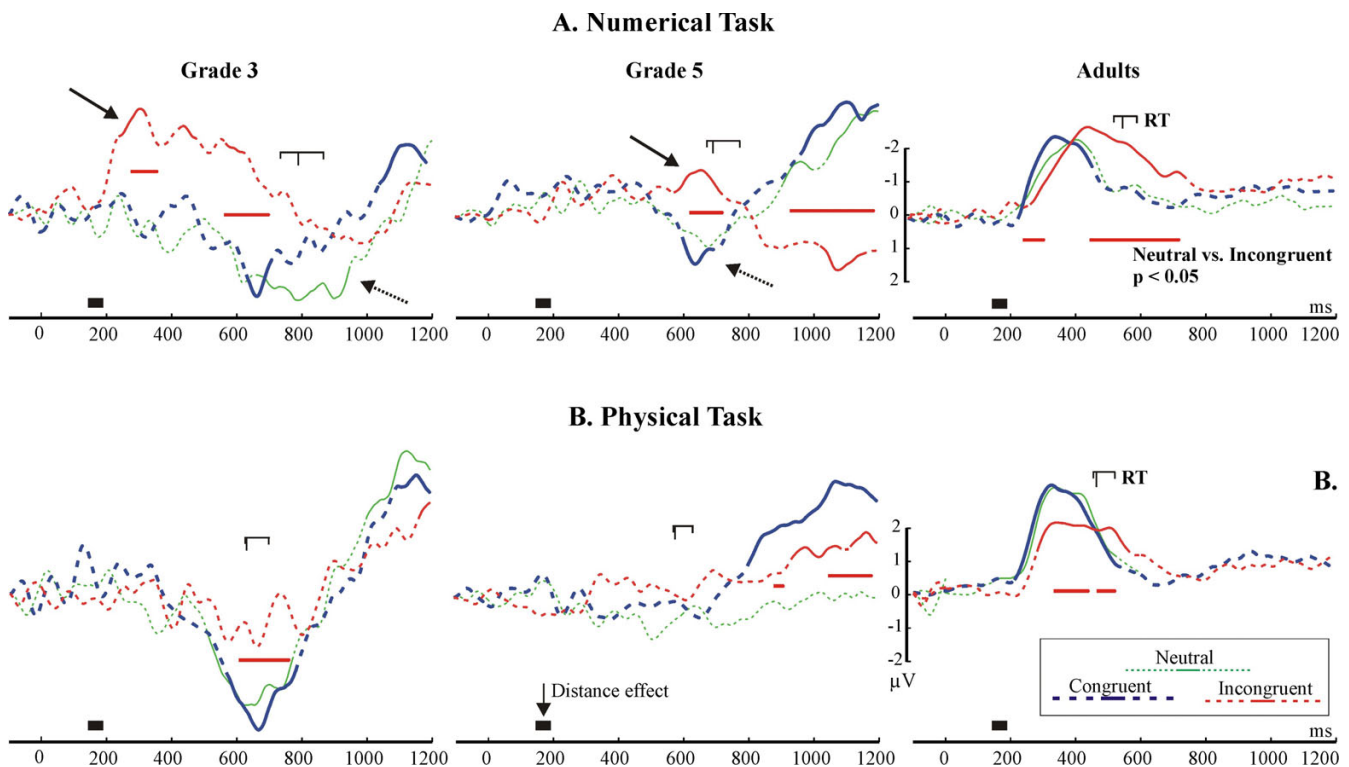 A. Numerical Task
Grade 3
Grade 5
Adults
RT
-2
-1
0
1
2
Neutral vs. Incongruent
p < 0.05
ms
0 200 400 600 800 1000 1200
0 200 400 600 800 1000 1200
0 200 400 600 800 1000 1200
B. Physical Task
RT
B.
2
1
0
-1
-2
µV
Distance effect
Neutral
Congruent
Incongruent
ms
0 200 400 600 800 1000 1200
0 200 400 600 800 1000 1200
0 200 400 600 800 1000 1200